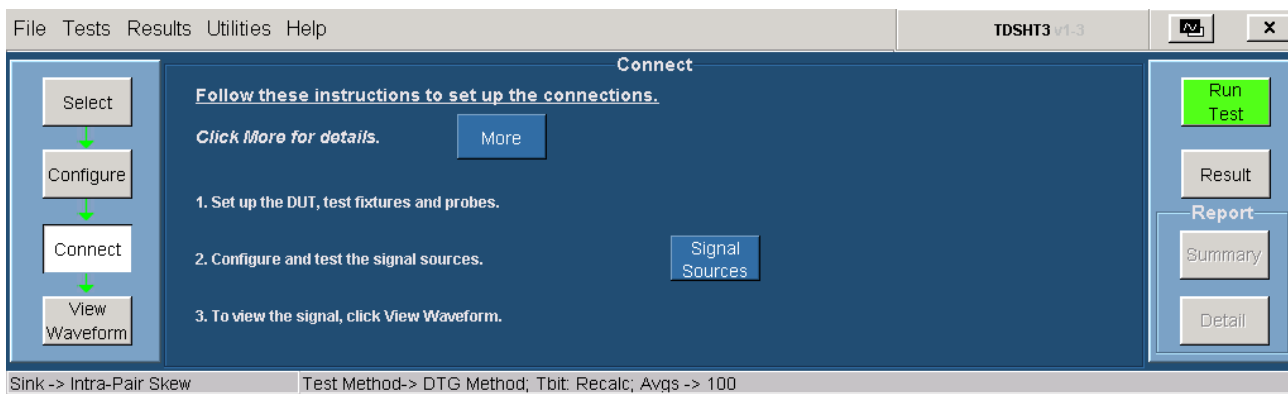 File Tests Results Utilities Help
TDSHT3 v1-3
x
Connect
Select
Follow these instructions to set up the connections.
Run
Test
Click More for details.
More
Configure
Result
1. Set up the DUT, test fixtures and probes.
Report
Connect
2. Configure and test the signal sources.
Signal
Sources
Summary
View
Waveform
3. To view the signal, click View Waveform.
Detail
Sink -> Intra-Pair Skew
Test Method-> DTG Method; Tbit: Recalc; Avgs -> 100